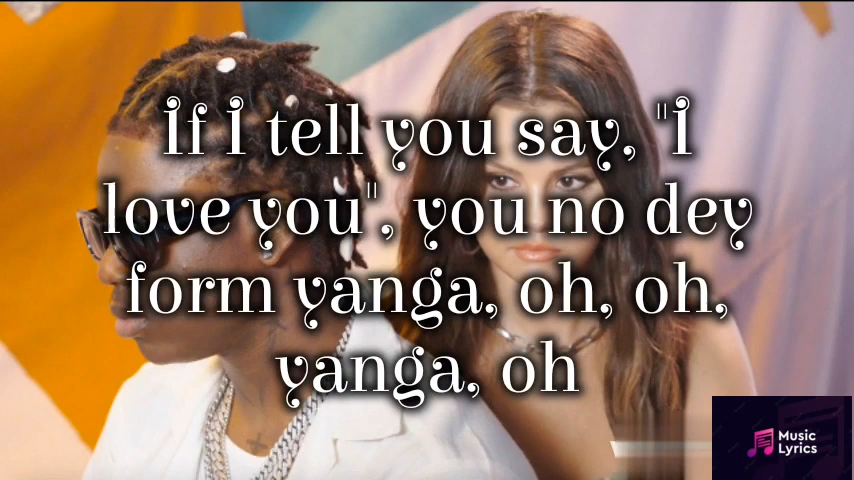 If I tell you say, "I
love you", you no dey
form yanga, oh, oh,
yanga, oh
Music
Lyrics